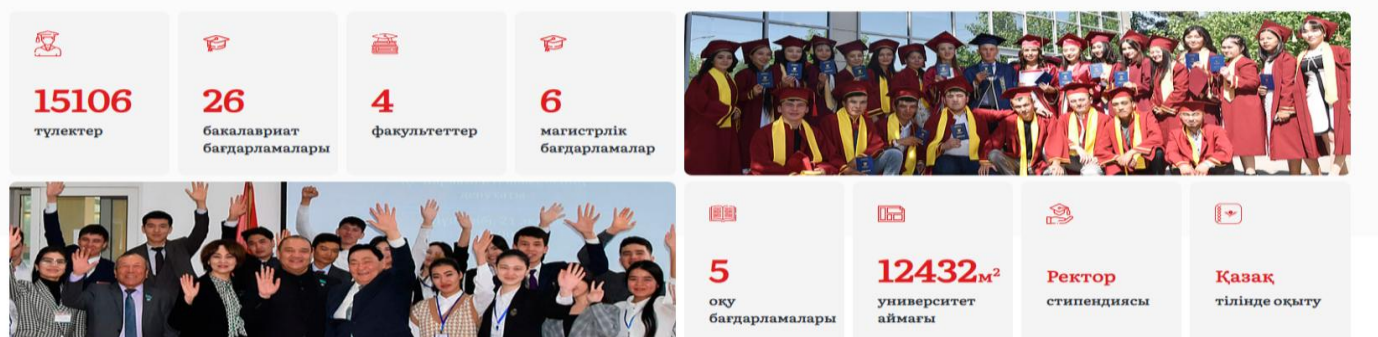 15106
түлектер
26
бакалавриат
бағдарламалары
4
факультеттер
6
магистрлік
бағдарламалар
5
оқу
бағдарламалары
12432м²
университет
аймағы
Ректор
стипендиясы
Қазақ
тілінде оқыту